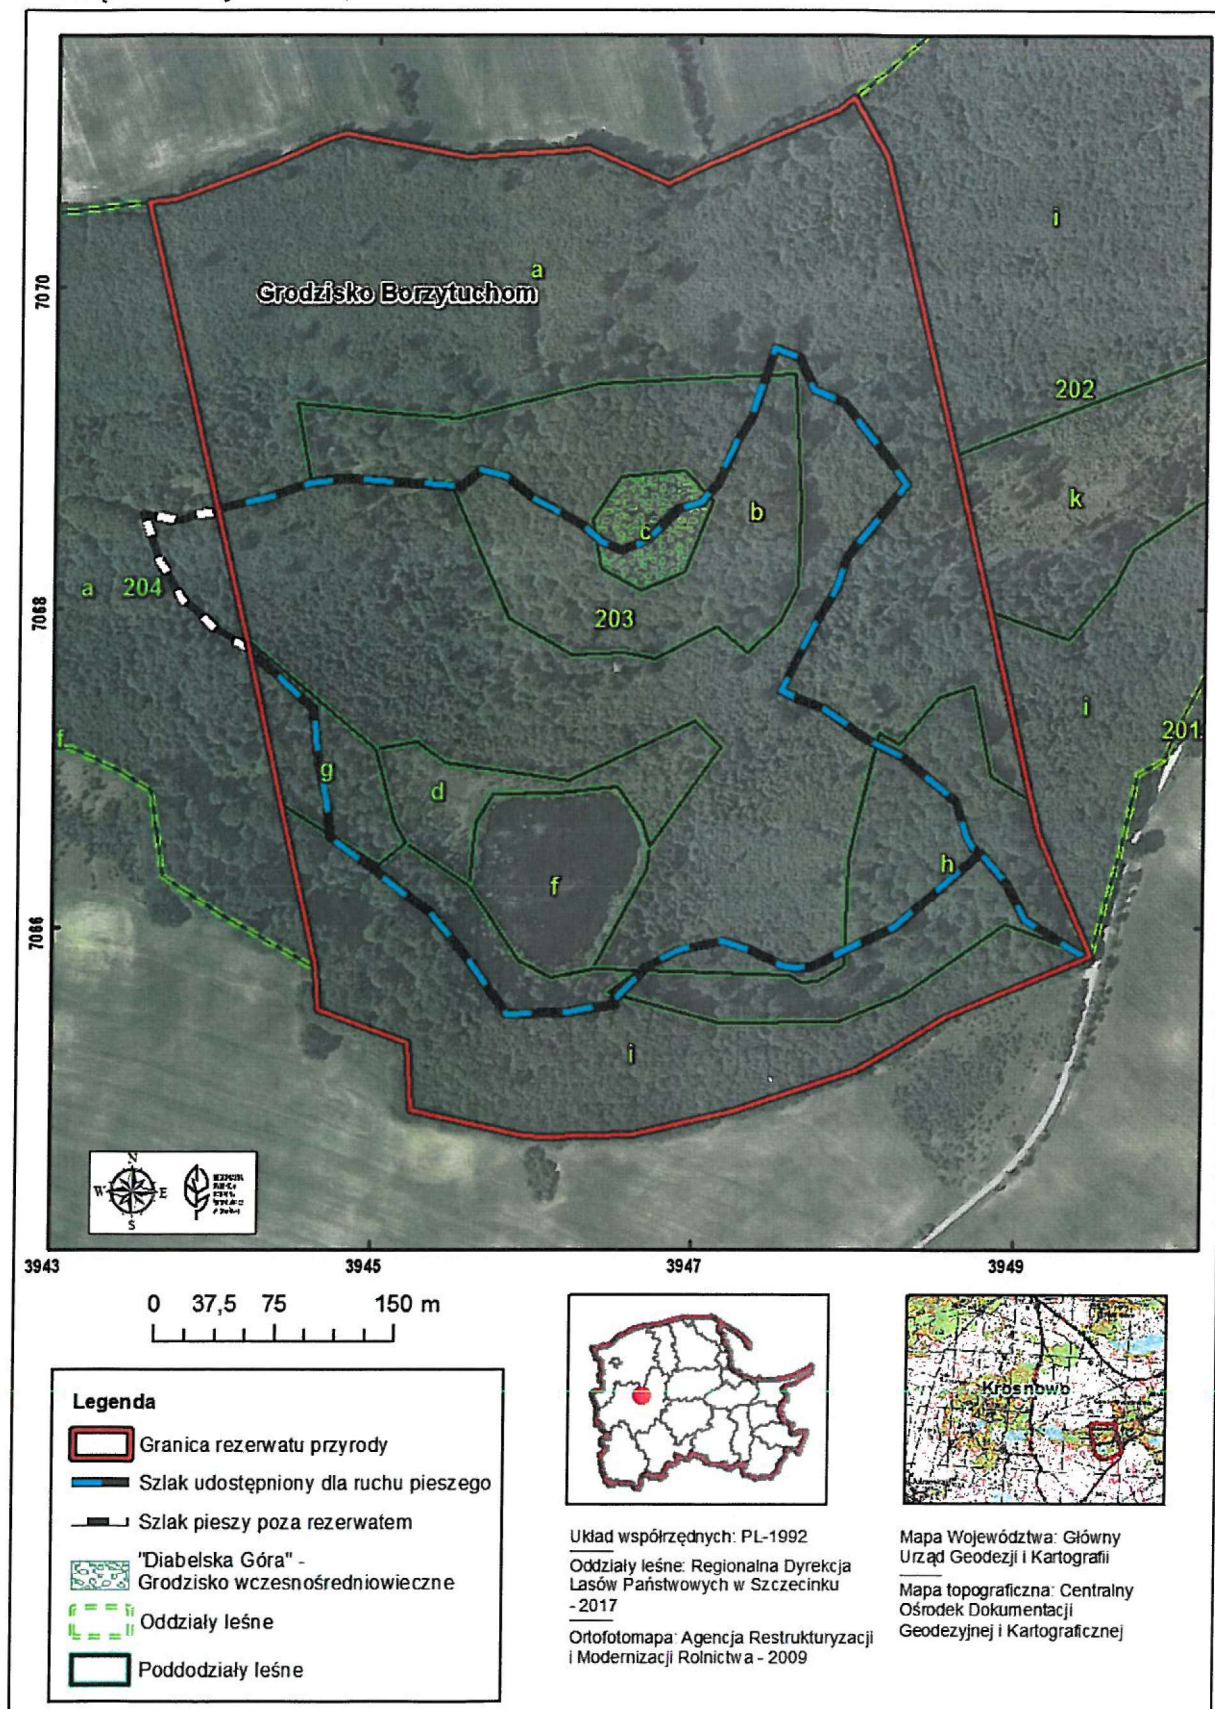 Grodzisko Borzytuchom
a
i
202
k
b
c
a 204
203
i
201
f
g
d
f
h
i
7070
7068
7066
N
W E
S
3943 3945 3947 3949
0 37,5 75 150 m
Legenda
Granica rezerwatu przyrody
Szlak udostępniony dla ruchu pieszego
Szlak pieszy poza rezerwatem
"Diabelska Góra" -
Grodzisko wczesnośredniowieczne
Oddziały leśne
Poddodziały leśne
Krosnowo
Układ współrzędnych: PL-1992
Oddziały leśne: Regionalna Dyrekcja
Lasów Państwowych w Szczecinku
- 2017
Ortofotomapa: Agencja Restrukturyzacji
i Modernizacji Rolnictwa - 2009
Mapa Województwa: Główny
Urząd Geodezji i Kartografii
Mapa topograficzna: Centralny
Ośrodek Dokumentacji
Geodezyjnej i Kartograficznej